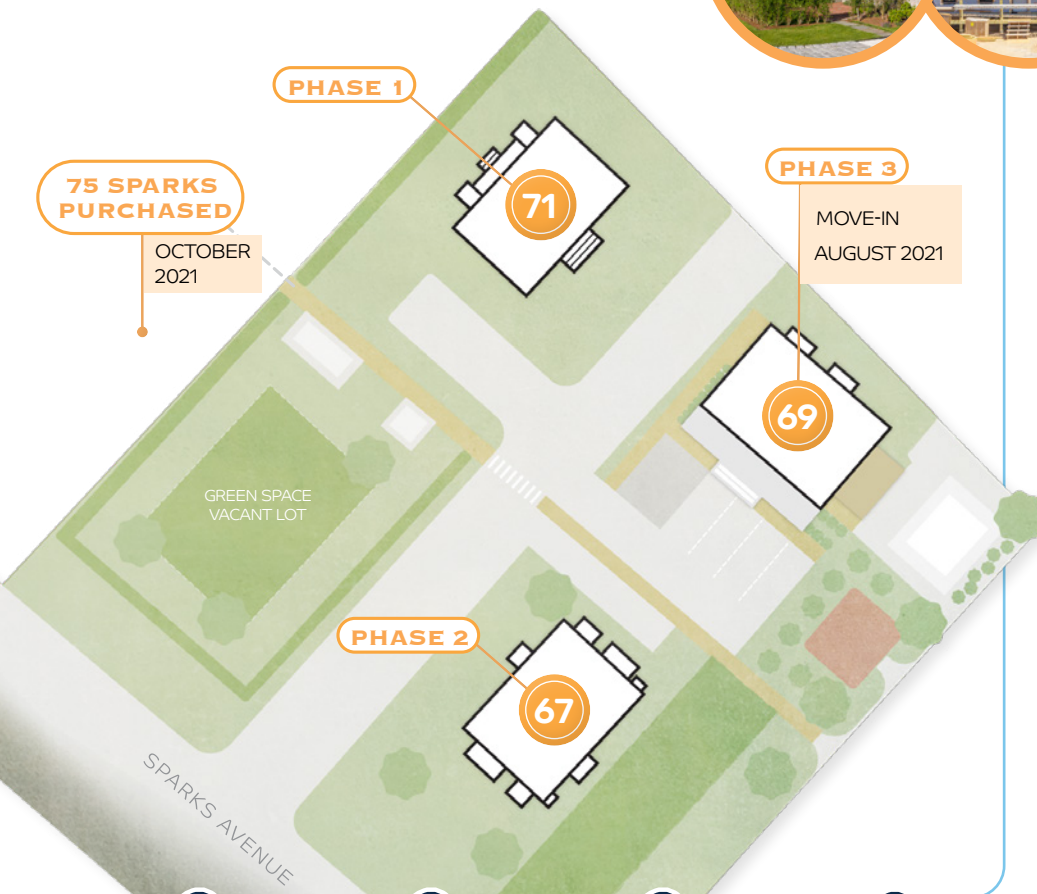 PHASE 1
71
75 SPARKS
PURCHASED
OCTOBER
2021
PHASE 3
MOVE-IN
AUGUST 2021
69
GREEN SPACE
VACANT LOT
PHASE 2
67
SPARKS AVENUE